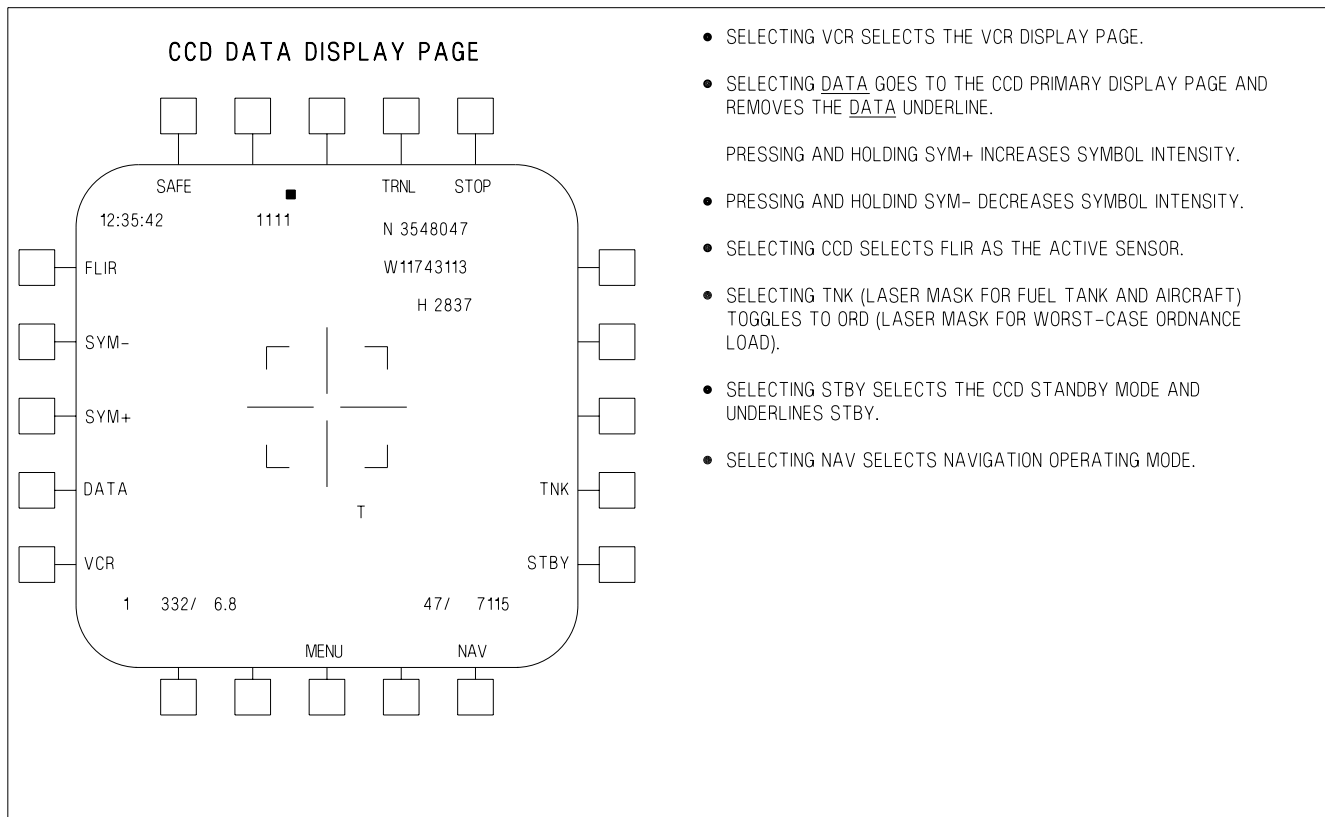 CCD DATA DISPLAY PAGE
SAFE TRNL STOP
12:35:42 1111 N 3548047
FLIR W11743113
H 2837
SYM-
SYM+
DATA TNK
T
VCR STBY
1 332/ 6.8 47/ 7115
MENU NAV
● SELECTING VCR SELECTS THE VCR DISPLAY PAGE.
● SELECTING DATA GOES TO THE CCD PRIMARY DISPLAY PAGE AND
REMOVES THE DATA UNDERLINE.
PRESSING AND HOLDING SYM+ INCREASES SYMBOL INTENSITY.
● PRESSING AND HOLDIND SYM- DECREASES SYMBOL INTENSITY.
● SELECTING CCD SELECTS FLIR AS THE ACTIVE SENSOR.
● SELECTING TNK (LASER MASK FOR FUEL TANK AND AIRCRAFT)
TOGGLES TO ORD (LASER MASK FOR WORST-CASE ORDNANCE
LOAD).
● SELECTING STBY SELECTS THE CCD STANDBY MODE AND
UNDERLINES STBY.
● SELECTING NAV SELECTS NAVIGATION OPERATING MODE.